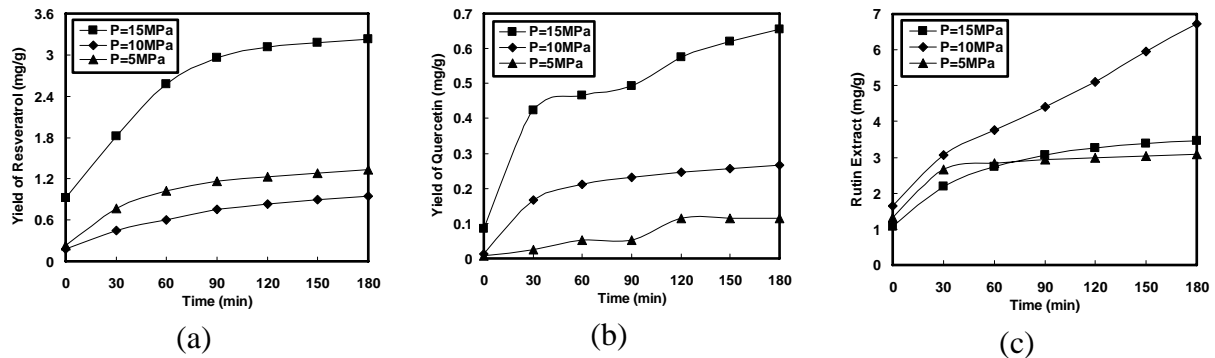 Yield of Resveratrol (mg/g)
3.6
3
2.4
1.8
1.2
0.6
0
P=15MPa
P=10MPa
P=5MPa
0 30 60 90 120 150 180
Time (min)
(a)
Yield of Quercetin (mg/g)
0.7
0.6
0.5
0.4
0.3
0.2
0.1
0
P=15MPa
P=10MPa
P=5MPa
0 30 60 90 120 150 180
Time (min)
(b)
Rutin Extract (mg/g)
7
6
5
4
3
2
1
0
P=15MPa
P=10MPa
P=5MPa
0 30 60 90 120 150 180
Time (min)
(c)